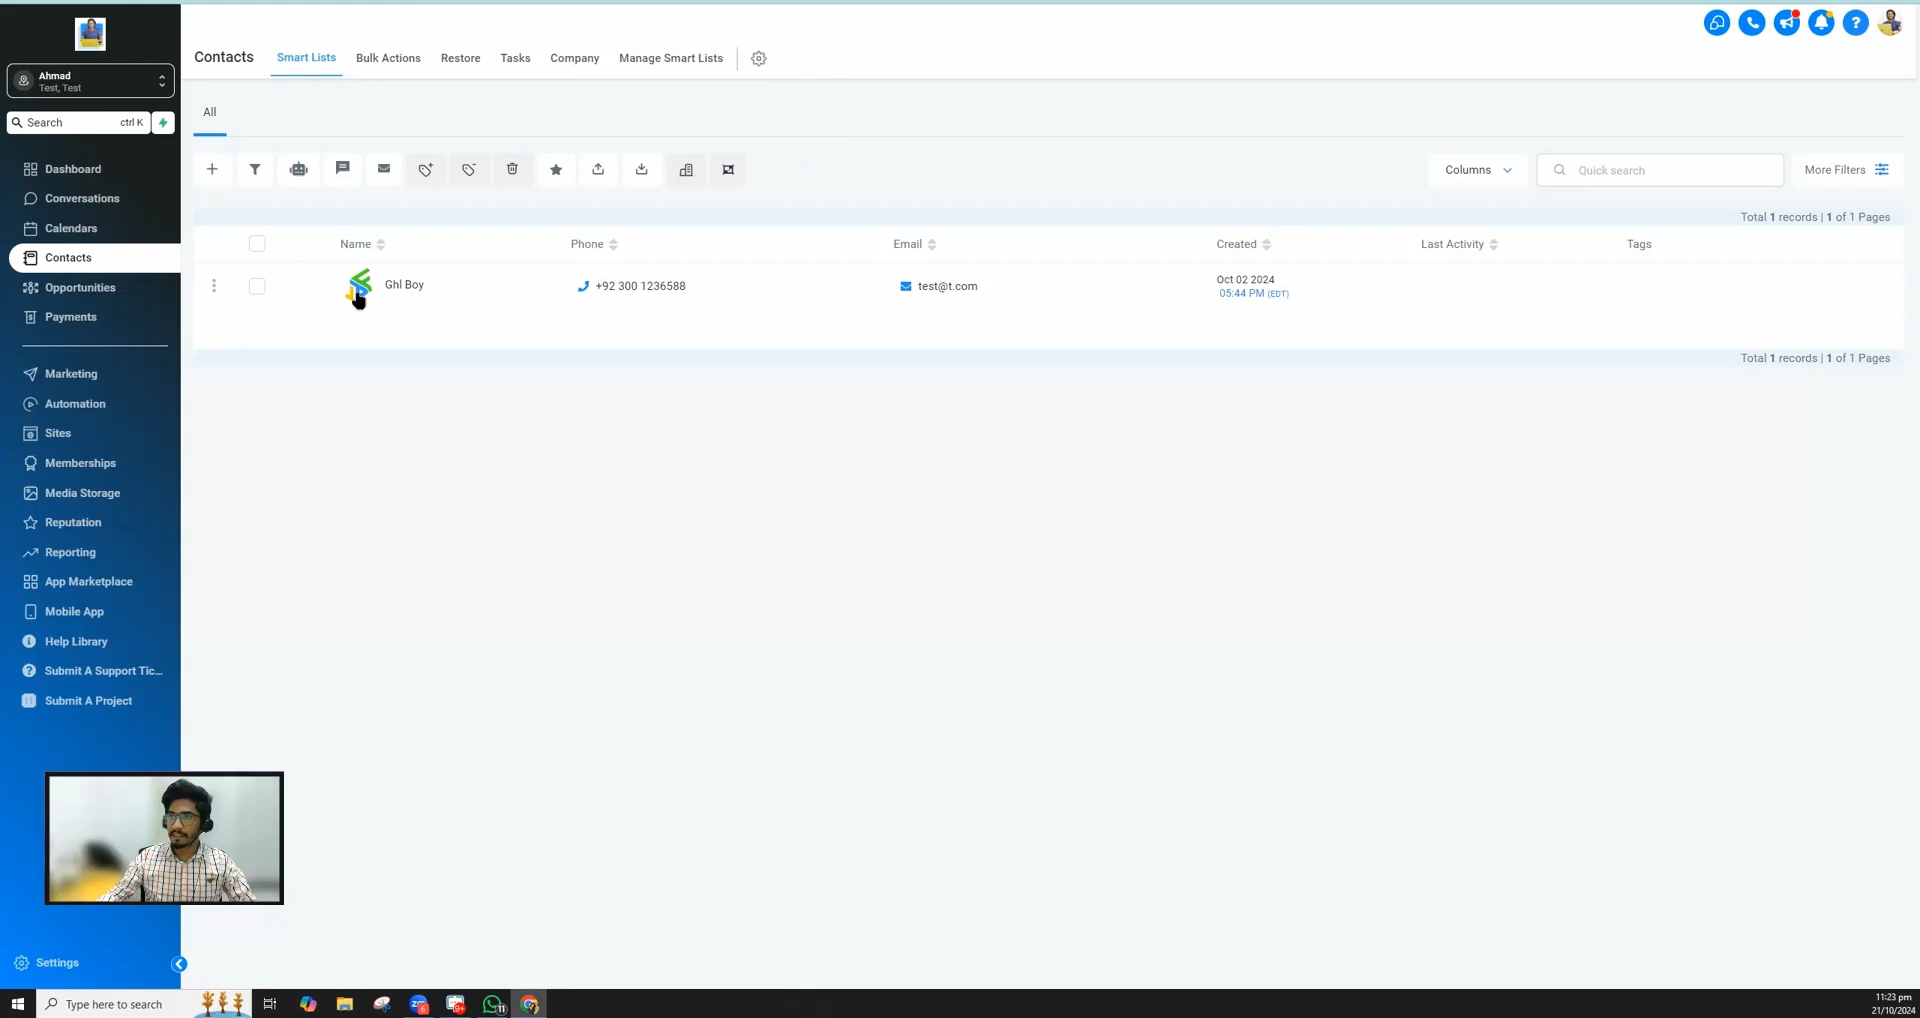 Contacts
Smart Lists
Bulk Actions
Restore
Tasks
Company
Manage Smart Lists
Ahmad
Test, Test
Search
ctrl K
All
Dashboard
Conversations
Calendars
Contacts
Opportunities
Payments
Marketing
Automation
Sites
Memberships
Media Storage
Reputation
Reporting
App Marketplace
Mobile App
Help Library
Submit A Support Tic...
Submit A Project
Settings
Columns
Quick search
More Filters
Total 1 records | 1 of 1 Pages
Name
Phone
Email
Created
Last Activity
Tags
Ghl Boy
+92 300 1236588
test@t.com
Oct 02 2024
05:44 PM (EDT)
Total 1 records | 1 of 1 Pages
Type here to search
11:23 pm
21/10/2024